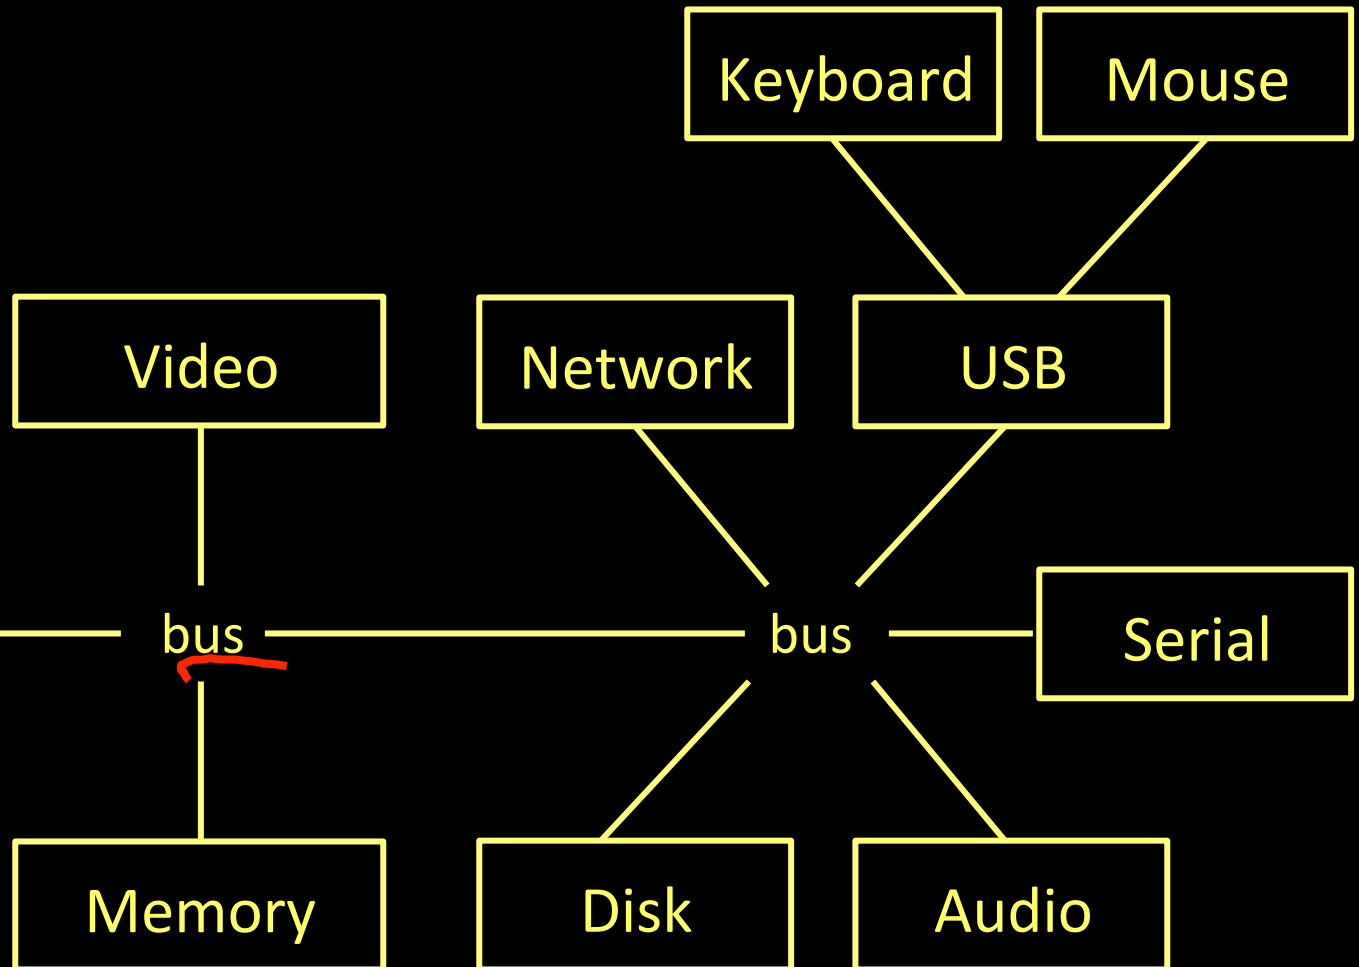 Keyboard
Mouse
Video
Network
USB
bus
bus
Serial
Memory
Disk
Audio